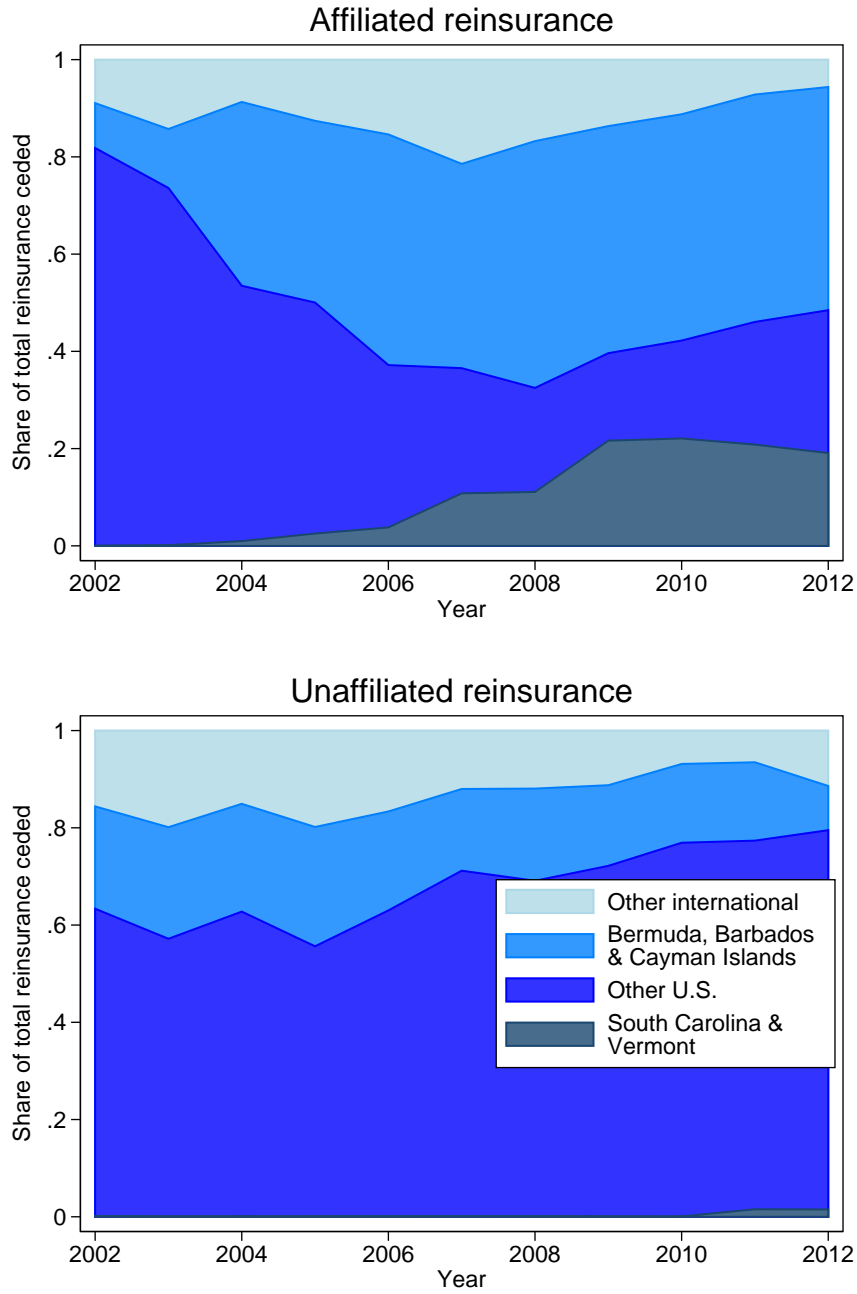 Affiliated reinsurance
Share of total reinsurance ceded
1
.8
.6
.4
.2
0
2002 2004 2006 2008 2010 2012
Year
Unaffiliated reinsurance
Share of total reinsurance ceded
1
.8
.6
.4
.2
0
Other international
Bermuda, Barbados
& Cayman Islands
Other U.S.
South Carolina &
Vermont
2002 2004 2006 2008 2010 2012
Year